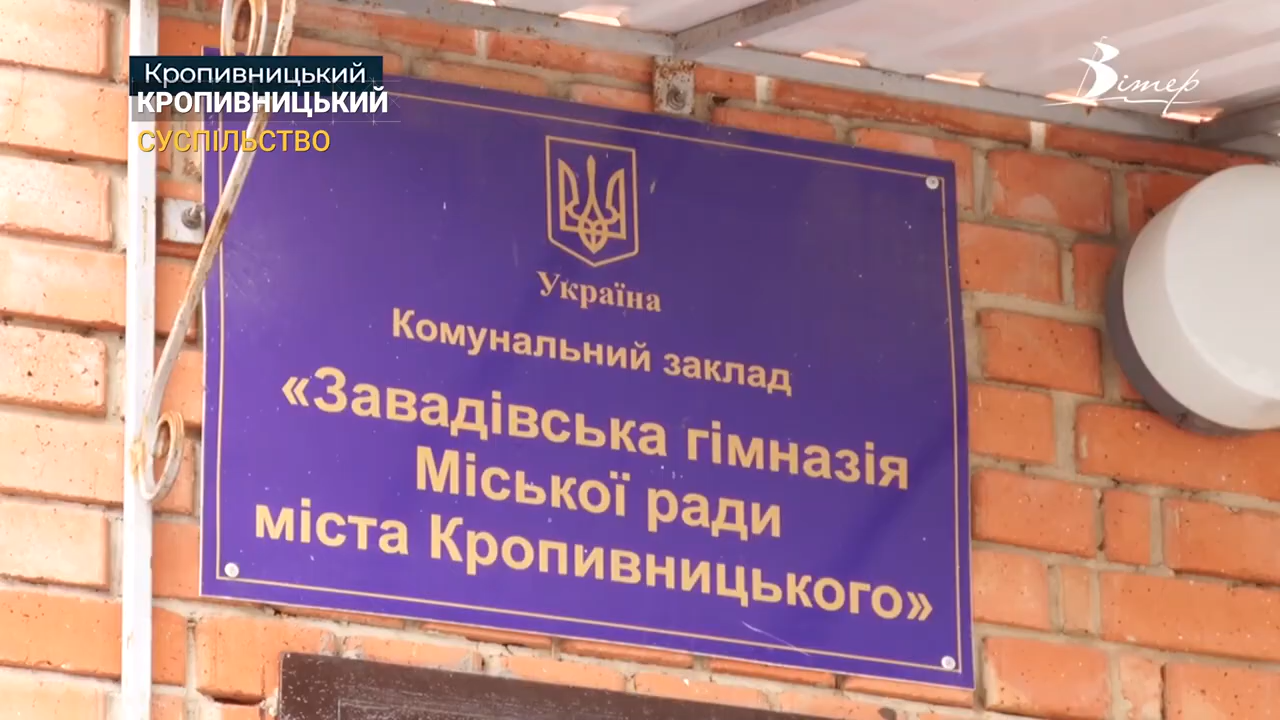 Кропивницький
КРОПИВНИЦЬКИЙ
СУСПІЛЬСТВО
Вітер
Україна
Комунальний заклад
«Завадівська гімназія
Міської ради
міста Кропивницького»